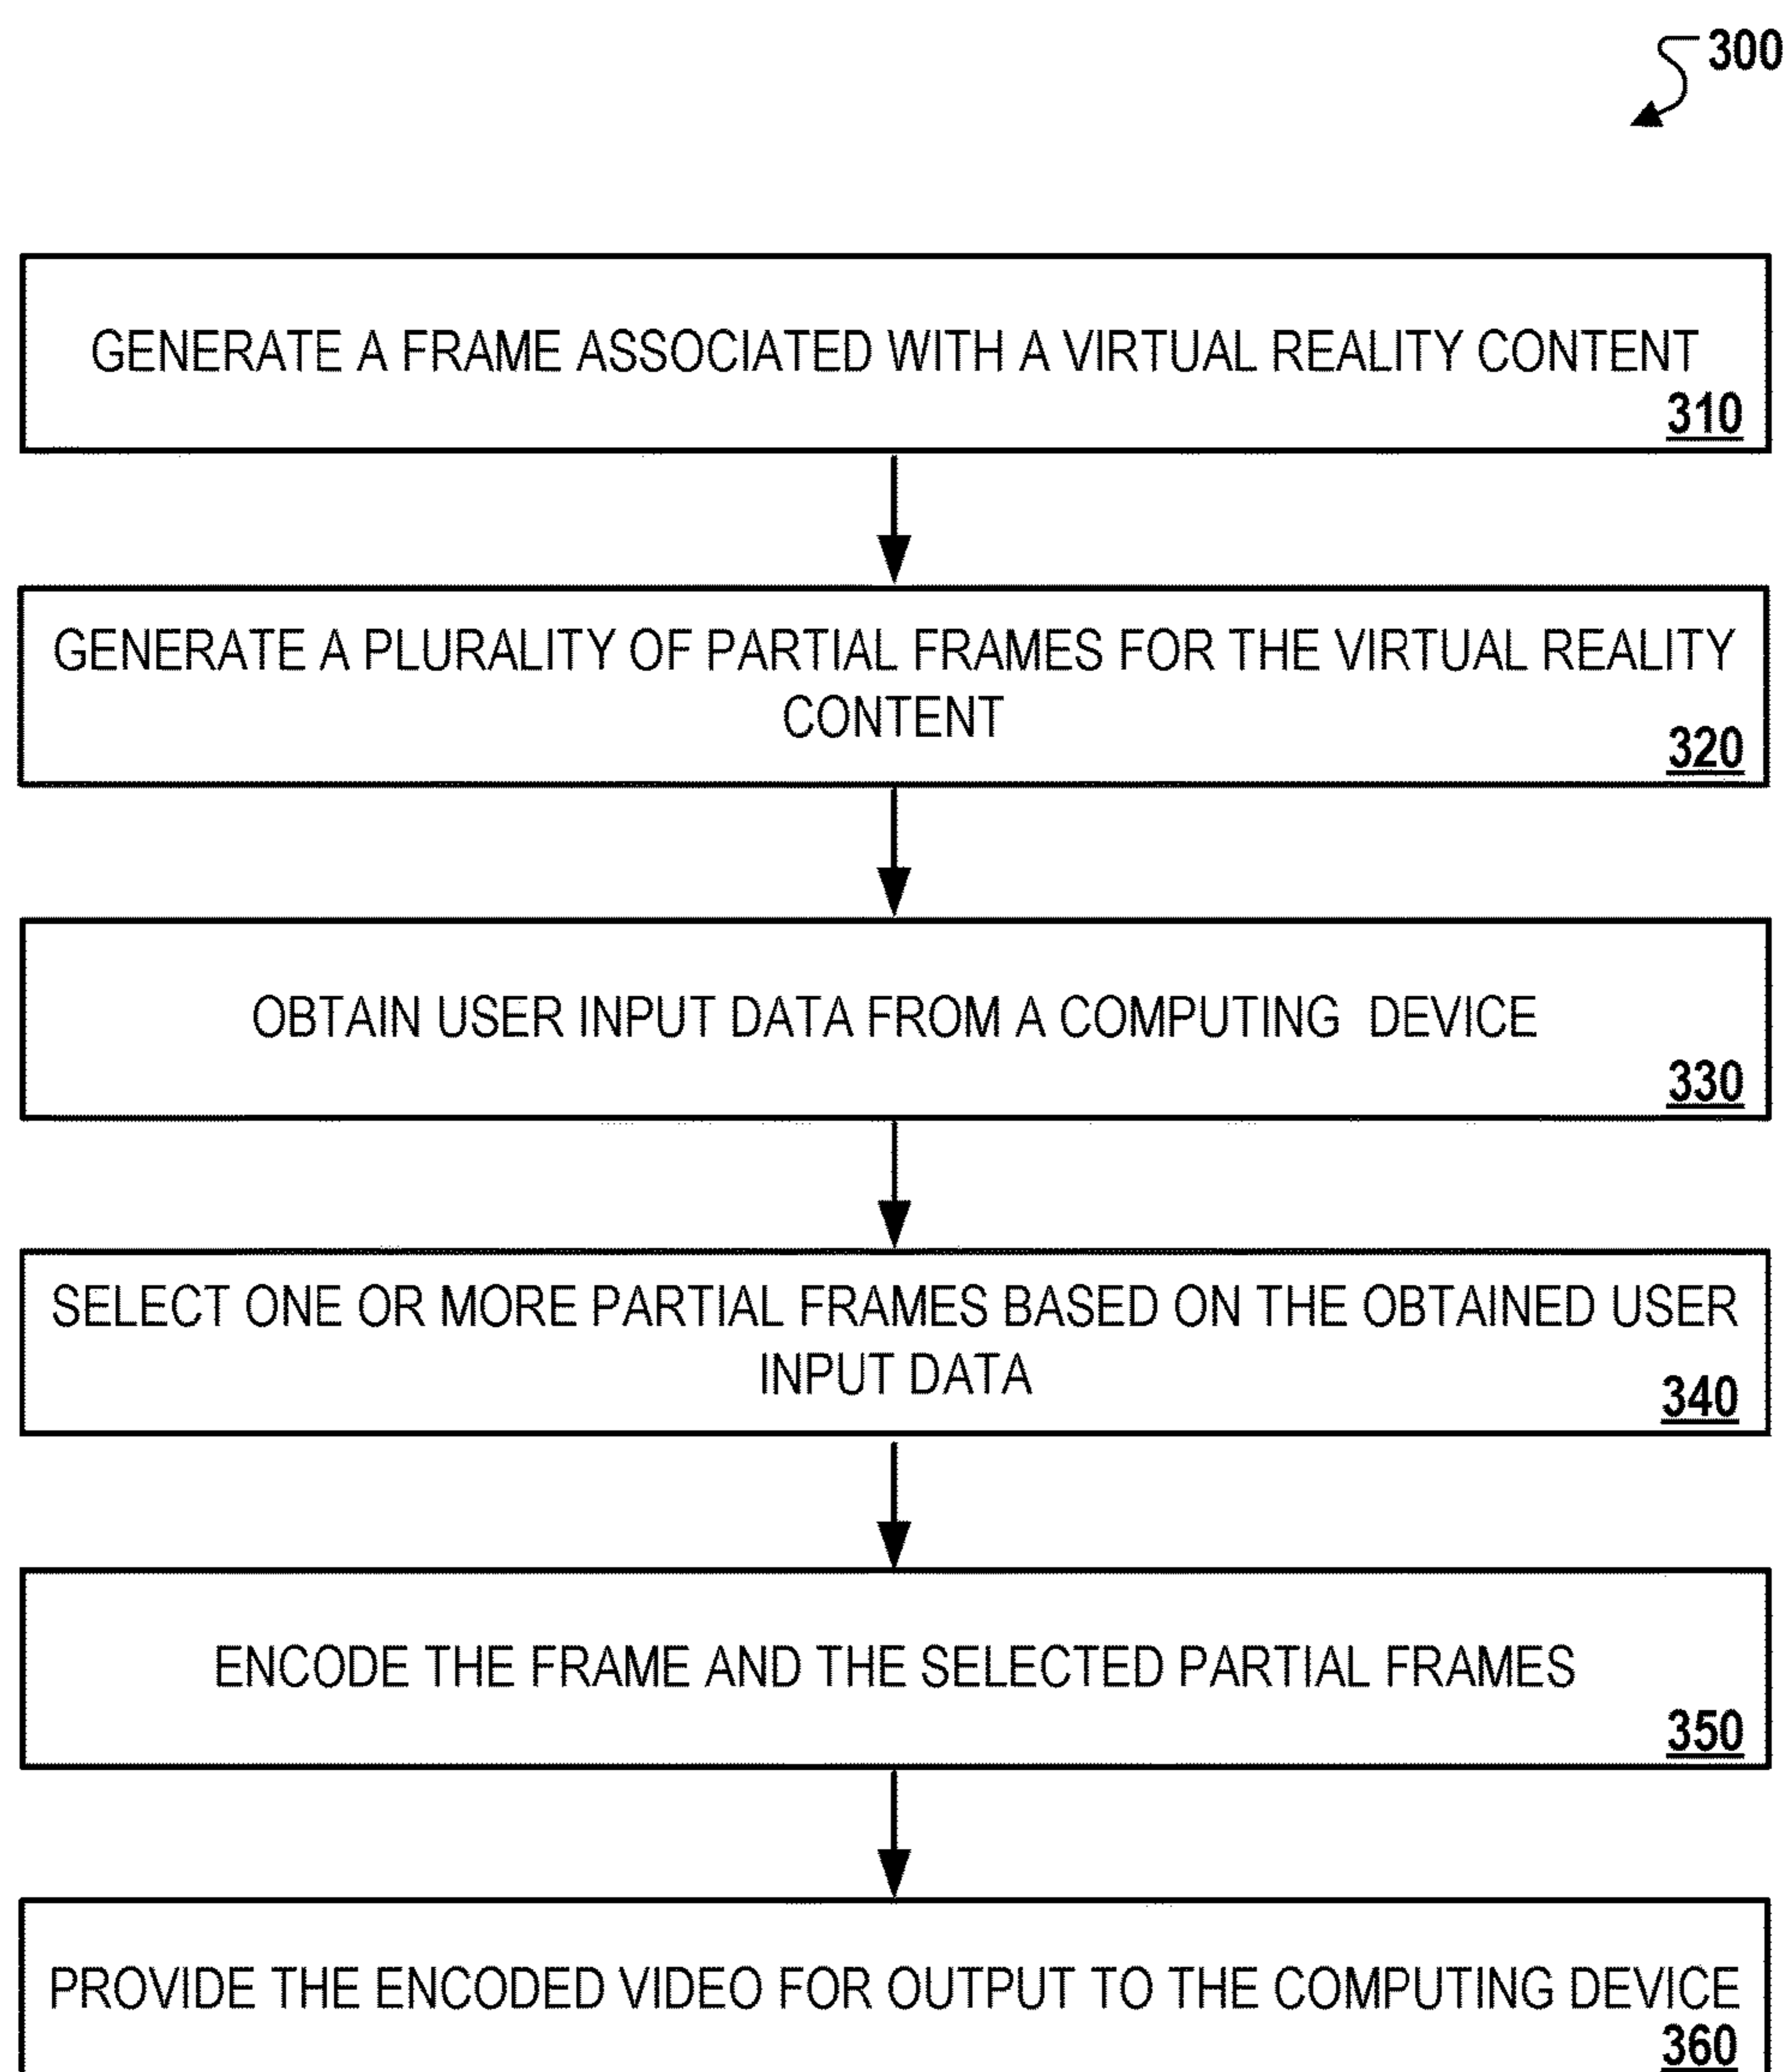 300
GENERATE A FRAME ASSOCIATED WITH A VIRTUAL REALITY CONTENT
310
GENERATE A PLURALITY OF PARTIAL FRAMES FOR THE VIRTUAL REALITY
CONTENT
320
OBTAIN USER INPUT DATA FROM A COMPUTING DEVICE
330
SELECT ONE OR MORE PARTIAL FRAMES BASED ON THE OBTAINED USER
INPUT DATA
340
ENCODE THE FRAME AND THE SELECTED PARTIAL FRAMES
350
PROVIDE THE ENCODED VIDEO FOR OUTPUT TO THE COMPUTING DEVICE
360